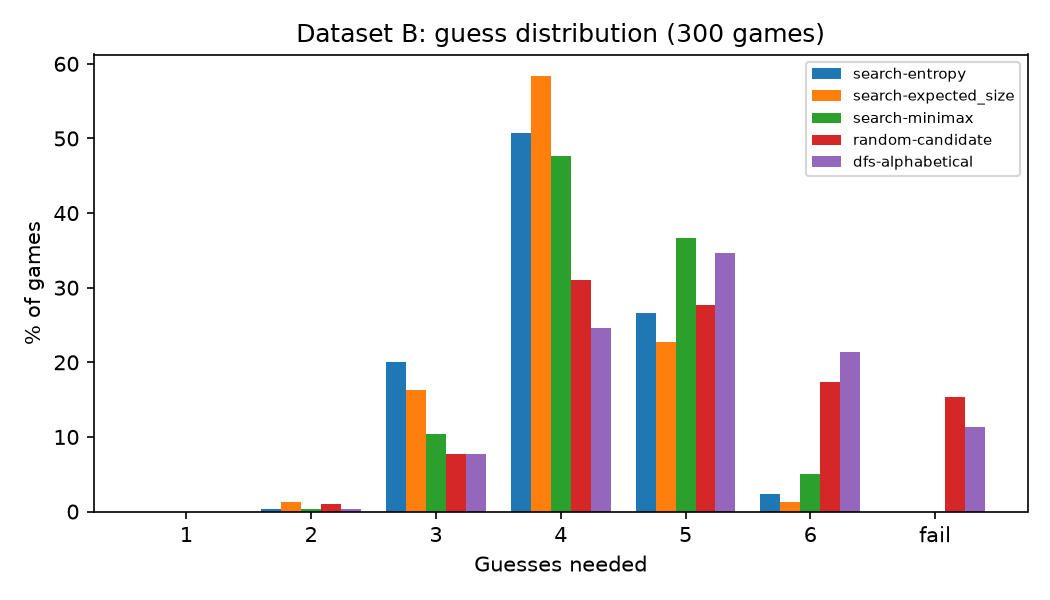 Dataset B: guess distribution (300 games)
search-entropy
search-expected_size
search-minimax
random-candidate
dfs-alphabetical
% of games
60
50
40
30
20
10
0
1 2 3 4 5 6 fail
Guesses needed